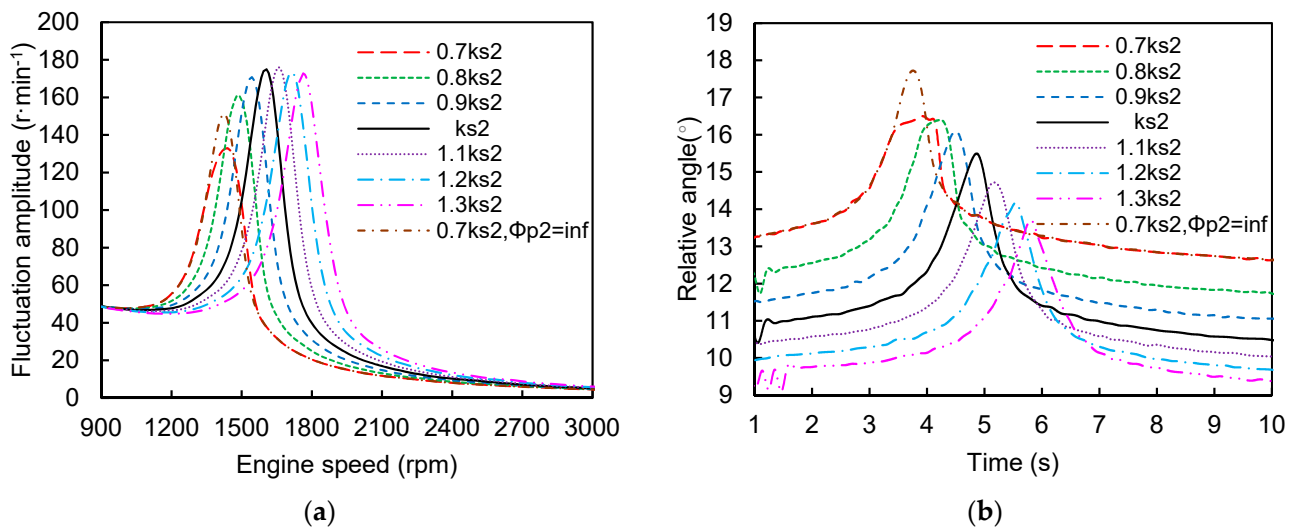 200
180
160
140
120
100
80
60
40
20
0
Fluctuation amplitude (r·min-1)
0.7ks2
0.8ks2
0.9ks2
ks2
1.1ks2
1.2ks2
1.3ks2
0.7ks2,Φp2=inf
900 1200 1500 1800 2100 2400 2700 3000
Engine speed (rpm)
(a)
19
18
17
16
15
14
13
12
11
10
9
Relative angle(°)
0.7ks2
0.8ks2
0.9ks2
ks2
1.1ks2
1.2ks2
1.3ks2
0.7ks2,Φp2=inf
1 2 3 4 5 6 7 8 9 10
Time (s)
(b)